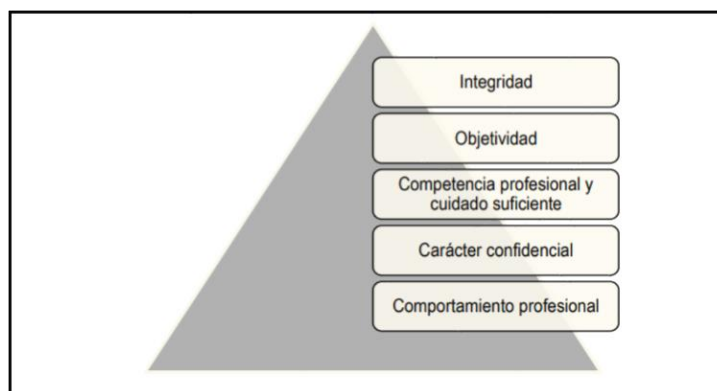 Integridad
Objetividad
Competencia profesional y
cuidado suficiente
Carácter confidencial
Comportamiento profesional